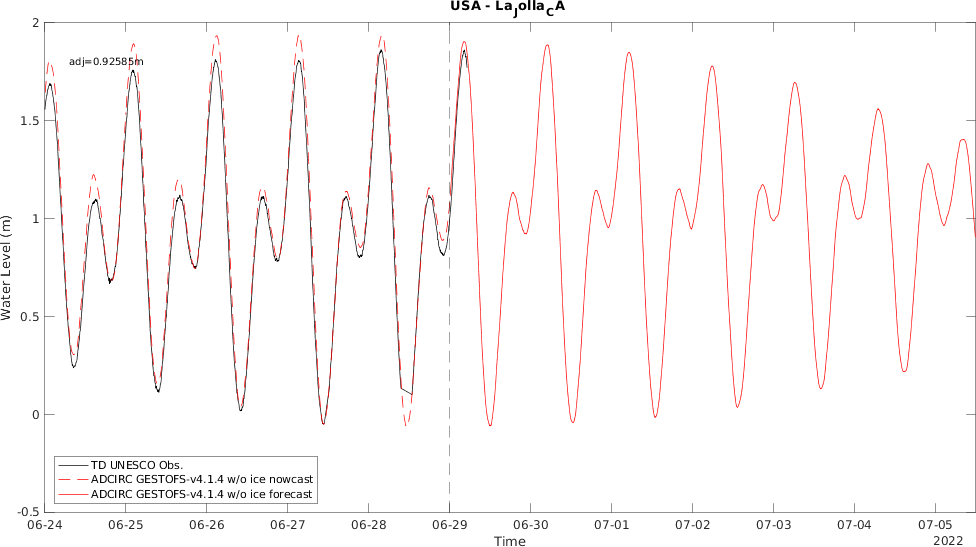 USA - LaJollaCA
adj=0.92585m
Water Level (m)
2
1.5
1
0.5
0
-0.5
TD UNESCO Obs.
ADCIRC GESTOFS-v4.1.4 w/o ice nowcast
ADCIRC GESTOFS-v4.1.4 w/o ice forecast
06-24 06-25 06-26 06-27 06-28 06-29 06-30 07-01 07-02 07-03 07-04 07-05
Time
2022